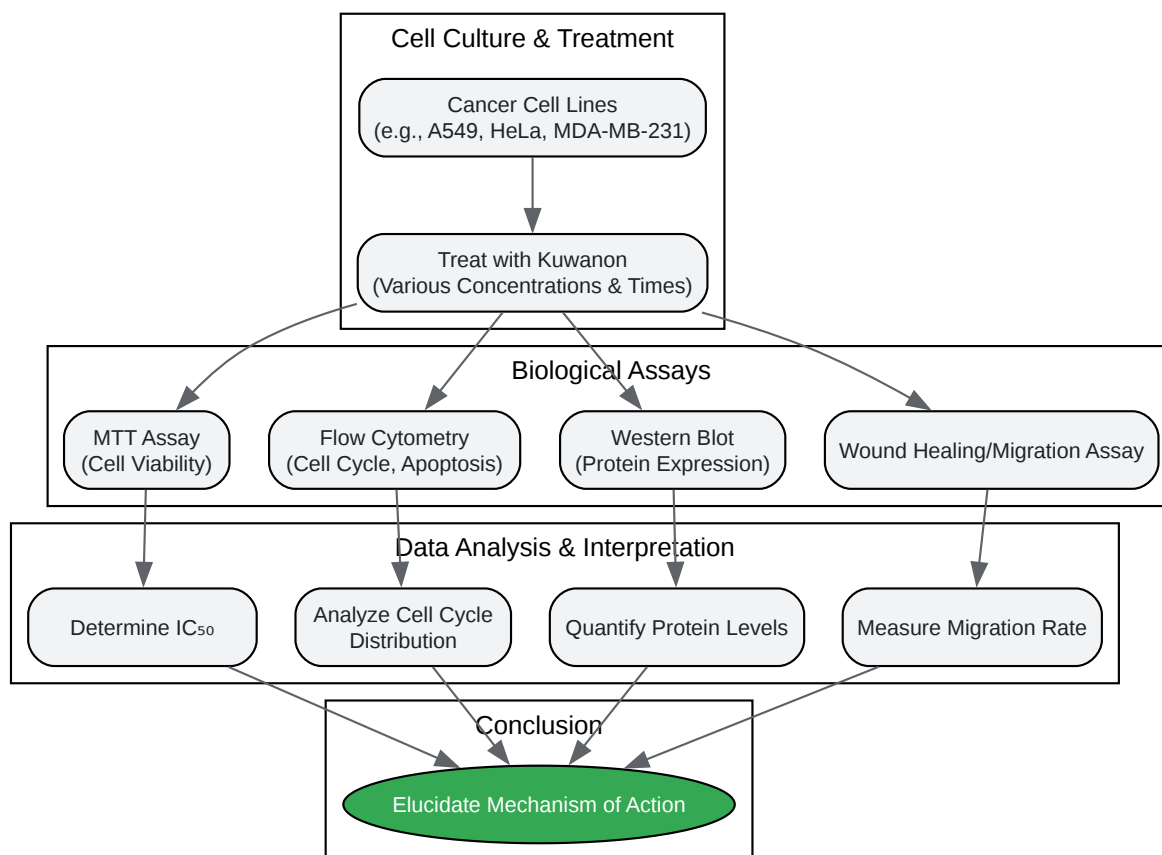 Cell Culture & Treatment
Cancer Cell Lines
(e.g., A549, HeLa, MDA-MB-231)
Treat with Kuwanon
(Various Concentrations & Times)
Biological Assays
MTT Assay
(Cell Viability)
Flow Cytometry
(Cell Cycle, Apoptosis)
Western Blot
(Protein Expression)
Wound Healing/Migration Assay
Data Analysis & Interpretation
Determine IC₅₀
Analyze Cell Cycle
Distribution
Quantify Protein Levels
Measure Migration Rate
Conclusion
Elucidate Mechanism of Action